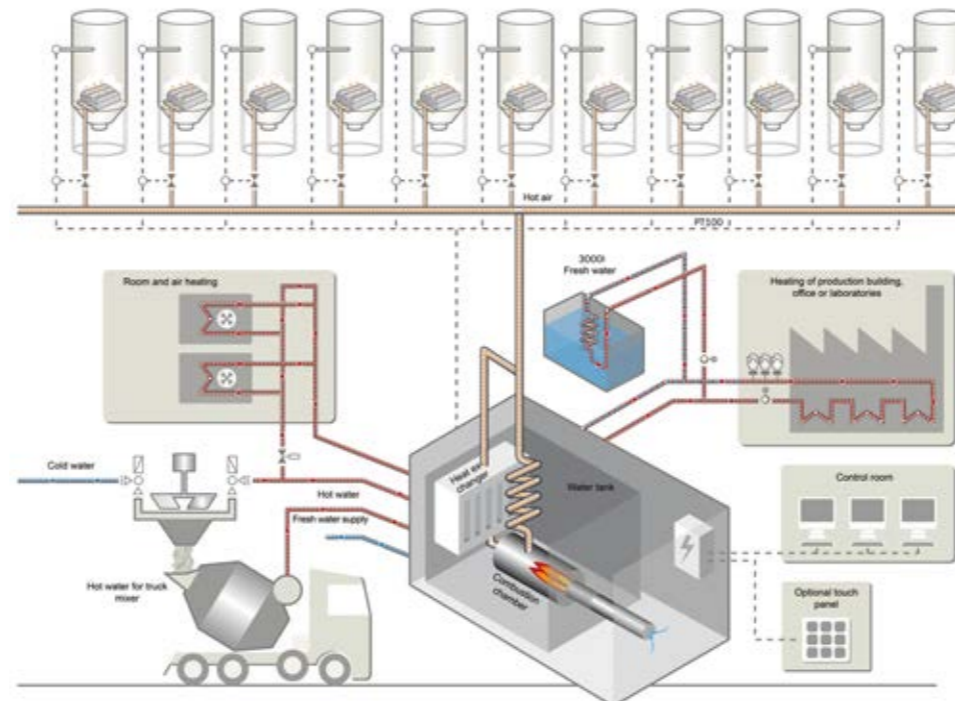 Hot air
PT100
Room and air heating
3000l
Fresh water
Heating of production building,
office or laboratories
Cold water
Heat ex-
changer
Water tank
Control room
Hot water
Fresh water supply
Combustion
chamber
Hot water for truck
mixer
Optional touch
panel